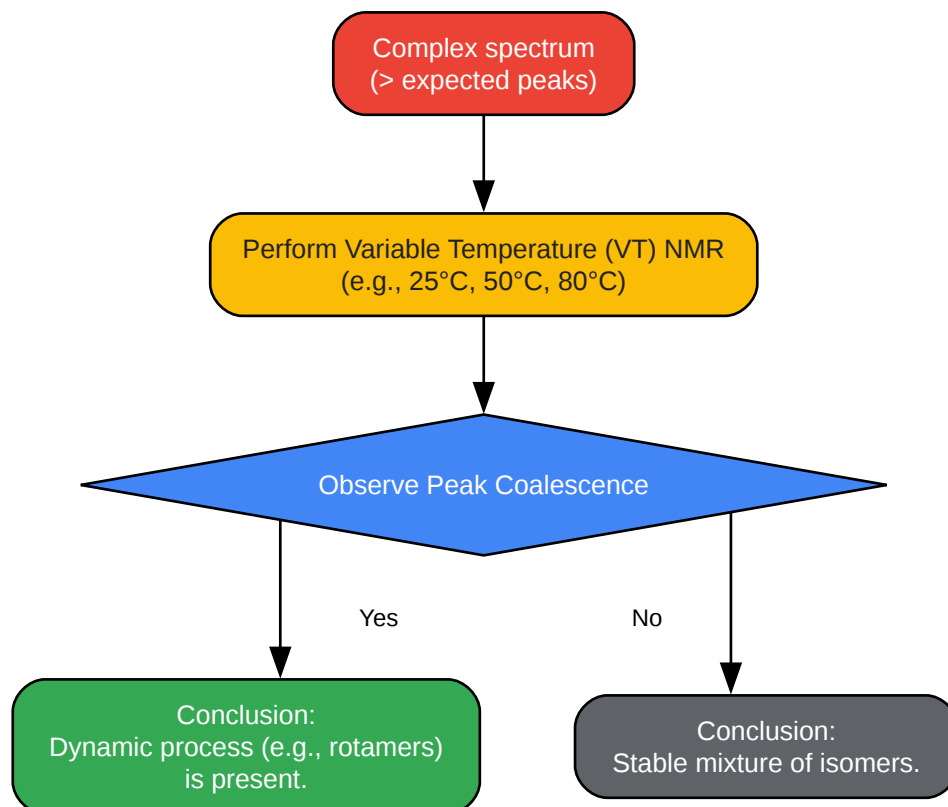 Complex spectrum
(> expected peaks)
Perform Variable Temperature (VT) NMR
(e.g., 25°C, 50°C, 80°C)
Observe Peak Coalescence
Yes
No
Conclusion:
Dynamic process (e.g., rotamers)
is present.
Conclusion:
Stable mixture of isomers.